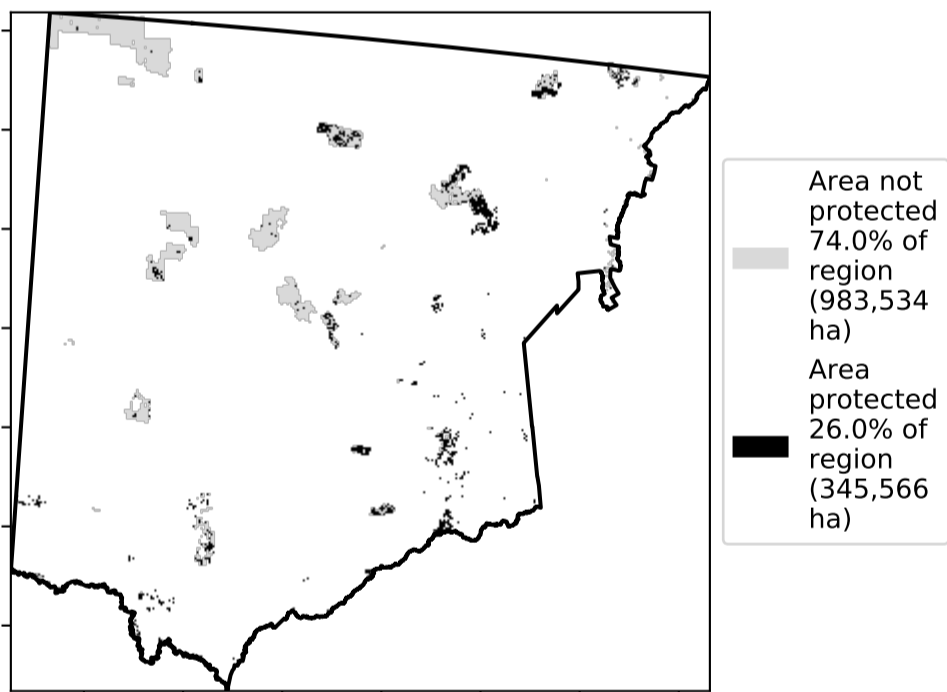 Area not
protected
74.0% of
region
(983,534
ha)
Area
protected
26.0% of
region
(345,566
ha)